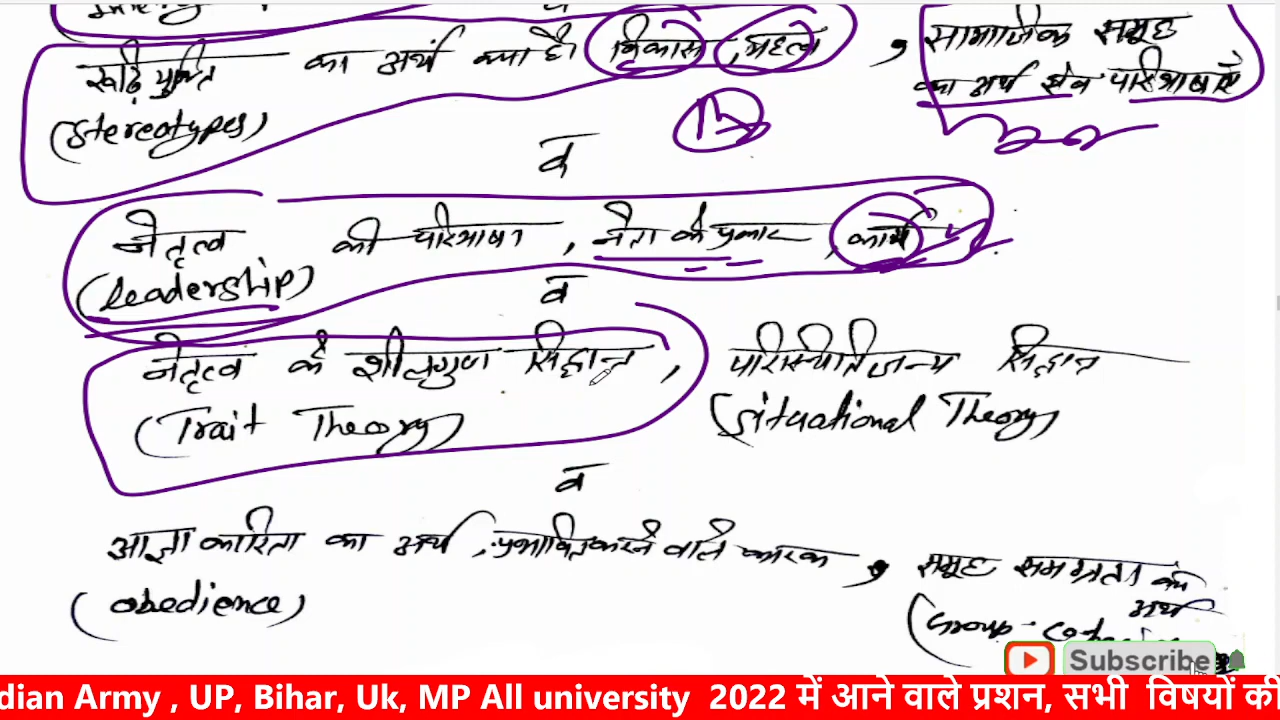 रूढ़ि युक्ति का अर्थ क्या है। विकास, महत्व , सामाजिक समूह
(Stereotypes) का अर्थ एंव परिभाषाएँ
व
नेतृत्व की परिभाषा , नेता के प्रकार , कार्य
(Leadership)
व
नेतृत्व के शीलगुण सिद्धान्त , परिस्थितिजन्य सिद्धान्त
(Trait Theory) (Situational Theory)
व
आज्ञाकारिता का अर्थ , प्रभावित करने वाले कारक , समूह समग्रता का
अर्थ
(obedience) (Group-
Subscribe
dian Army , UP, Bihar, Uk, MP All university 2022 में आने वाले प्रशन, सभी विषयों की